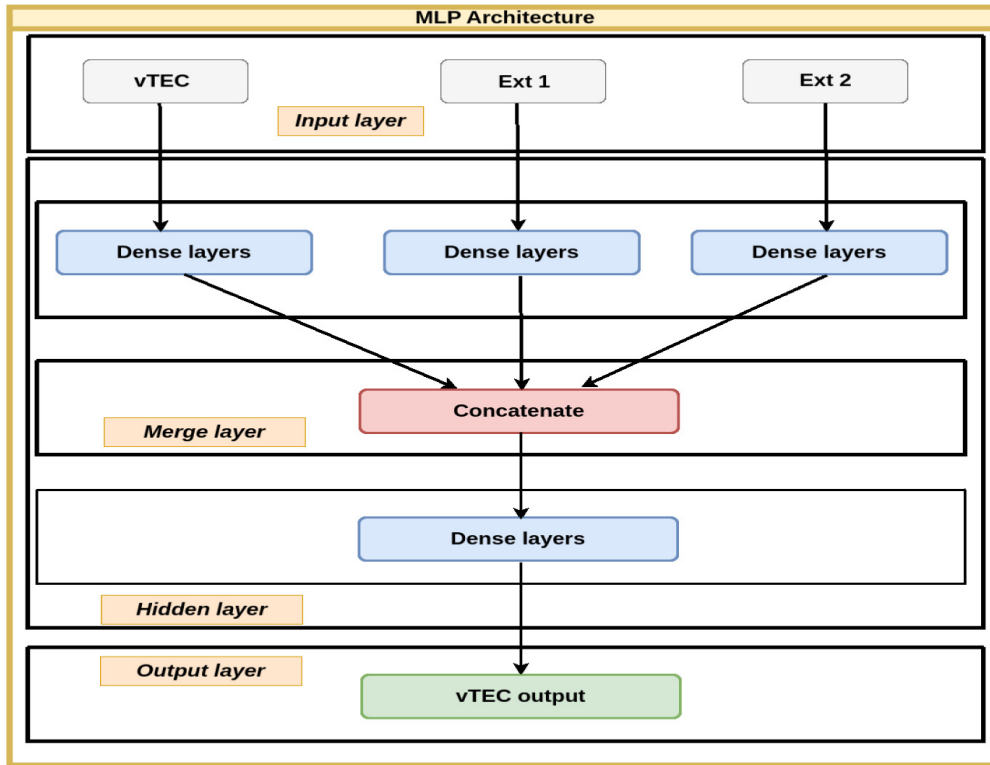 MLP Architecture
vTEC
Ext 1
Ext 2
Input layer
Dense layers
Dense layers
Dense layers
Concatenate
Merge layer
Dense layers
Hidden layer
Output layer
vTEC output